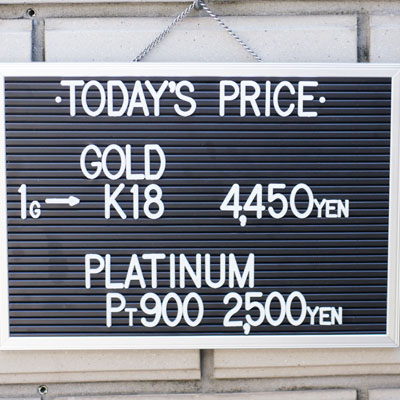 ·TODAY'S PRICE·
GOLD
1G→ K18 4,450YEN
PLATINUM
PT900 2,500YEN